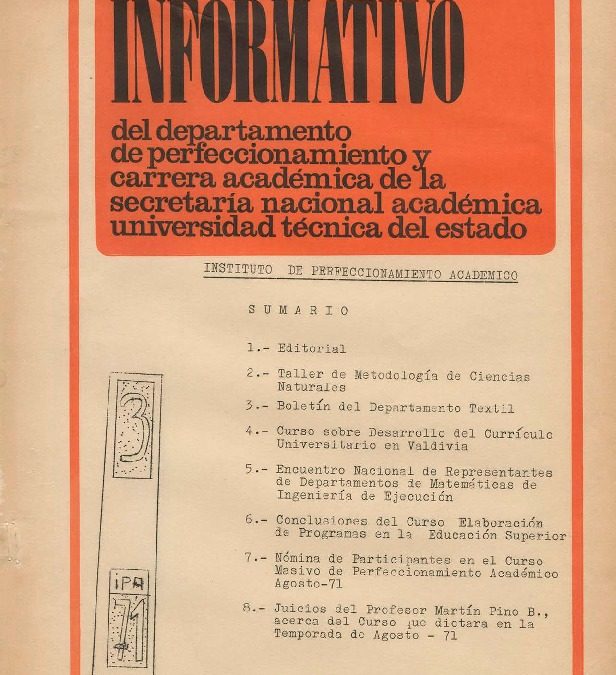 INFORMATIVO
del departamento
de perfeccionamiento y
carrera académica de la
secretaría nacional académica
universidad técnica del estado
INSTITUTO DE PERFECCIONAMIENTO ACADEMICO
SUMARIO
1.- Editorial
2.- Taller de Metodología de Ciencias
Naturales
3.- Boletín del Departamento Textil
4.- Curso sobre Desarrollo del Currículo
Universitario en Valdivia
5.- Encuentro Nacional de Representantes
de Departamentos de Matemáticas de
Ingeniería de Ejecución
6.- Conclusiones del Curso Elaboración
de Programas en la Educación Superior
7.- Nómina de Participantes en el Curso
Masivo de Perfeccionamiento Académico
Agosto-71
8.- Juicios del Profesor Martín Pino B.,
acerca del Curso que dictara en la
Temporada de Agosto - 71
3
IPA
71